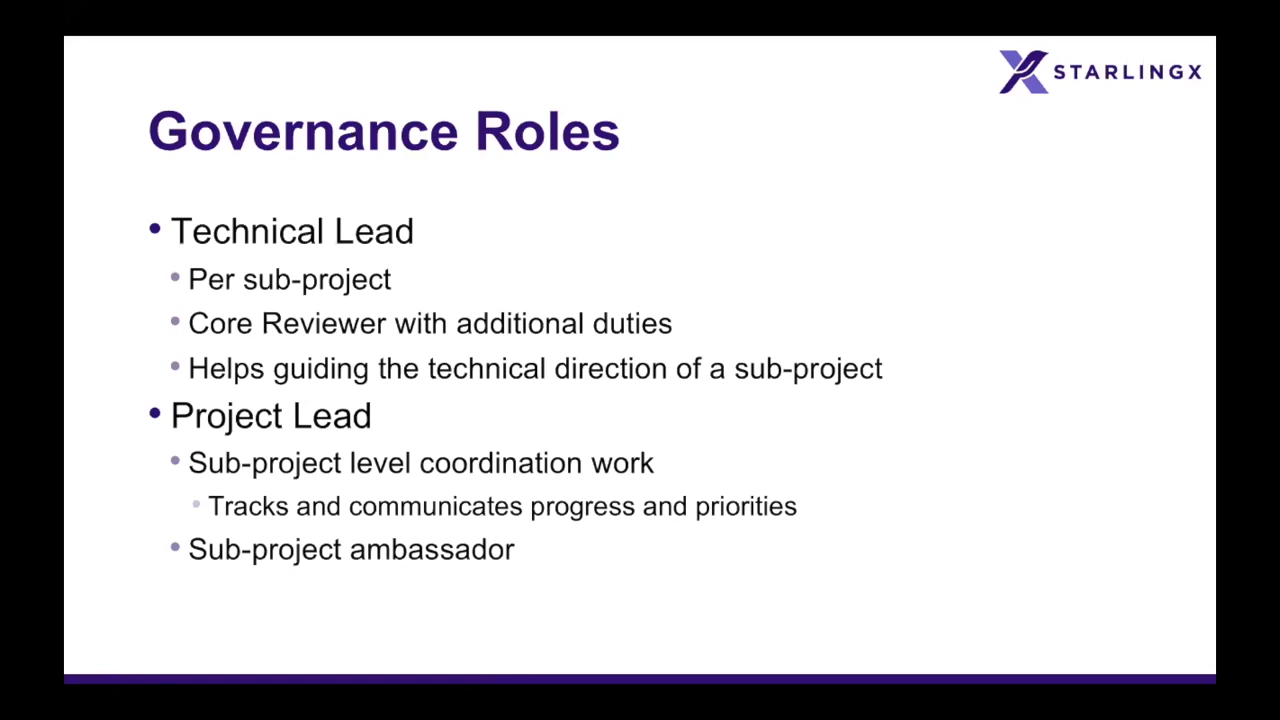 STARLINGX
Governance Roles
• Technical Lead
• Per sub-project
• Core Reviewer with additional duties
• Helps guiding the technical direction of a sub-project
• Project Lead
• Sub-project level coordination work
• Tracks and communicates progress and priorities
• Sub-project ambassador